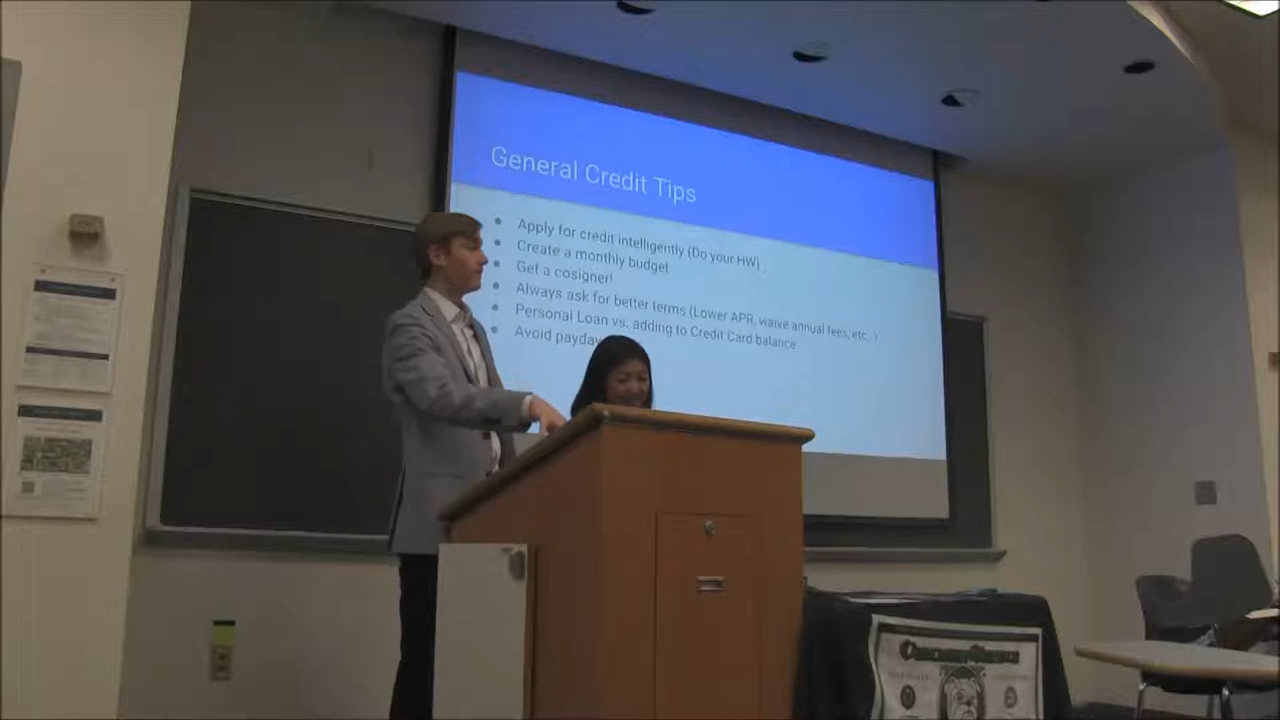 General Credit Tips
Apply for credit intelligently (Do your HW)
Create a monthly budget
Get a cosigner!
Always ask for better terms (Lower APR, waive annual fees, etc..)
Personal Loan vs. adding to Credit Card balance
Avoid payday